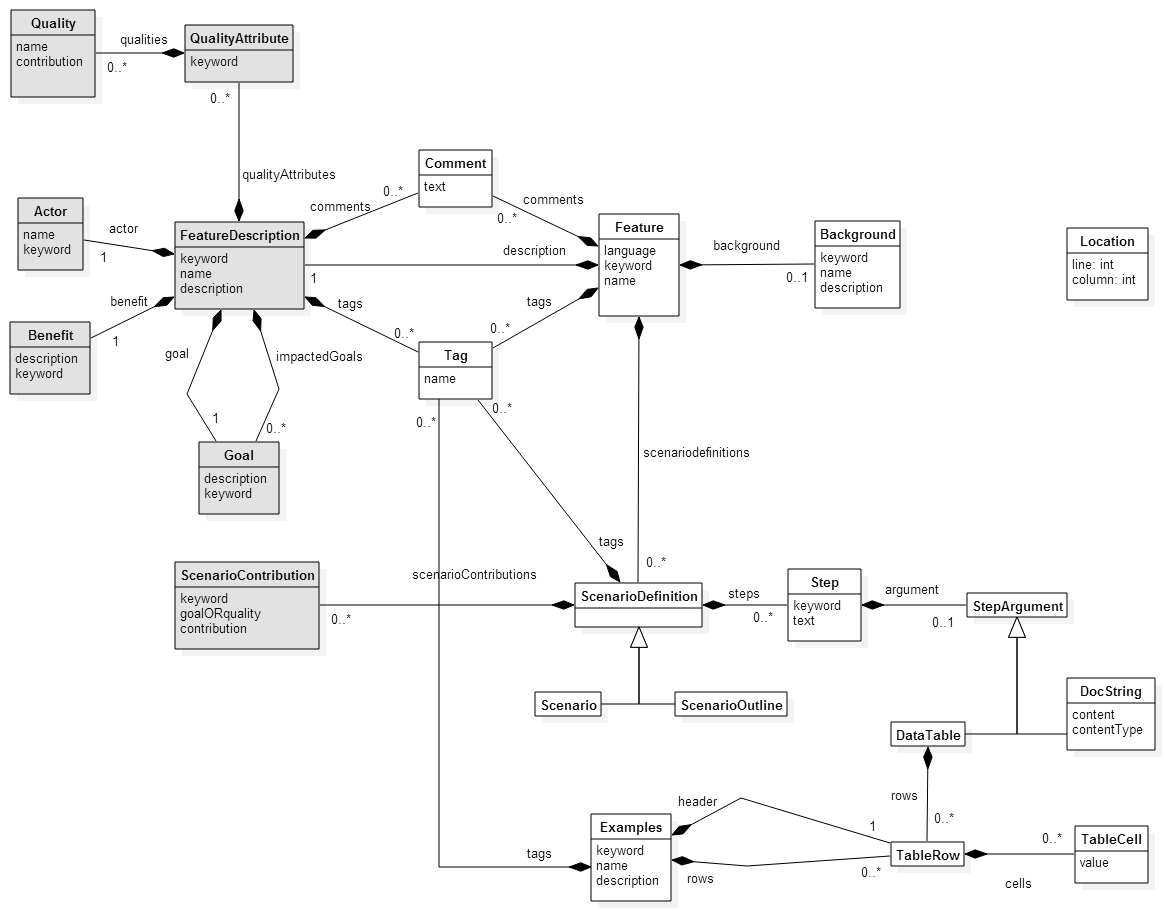 Quality
name
contribution
qualities
0..*
QualityAttribute
keyword
0..*
qualityAttributes
Comment
text
0..*
comments
comments
0..*
Actor
name
keyword
actor
1
FeatureDescription
keyword
name
description
description
1
Feature
language
keyword
name
background
0..1
Background
keyword
name
description
Location
line: int
column: int
benefit
1
Benefit
description
keyword
tags
0..*
tags
0..*
Tag
name
0..*
0..*
goal
1
impactedGoals
0..*
Goal
description
keyword
scenariodefinitions
0..*
tags
ScenarioContribution
keyword
goalORquality
contribution
scenarioContributions
0..*
ScenarioDefinition
steps
0..*
Step
keyword
text
argument
0..1
StepArgument
Scenario
ScenarioOutline
DataTable
DocString
content
contentType
rows
0..*
header
1
Examples
keyword
name
description
tags
rows
0..*
TableRow
0..*
cells
TableCell
value